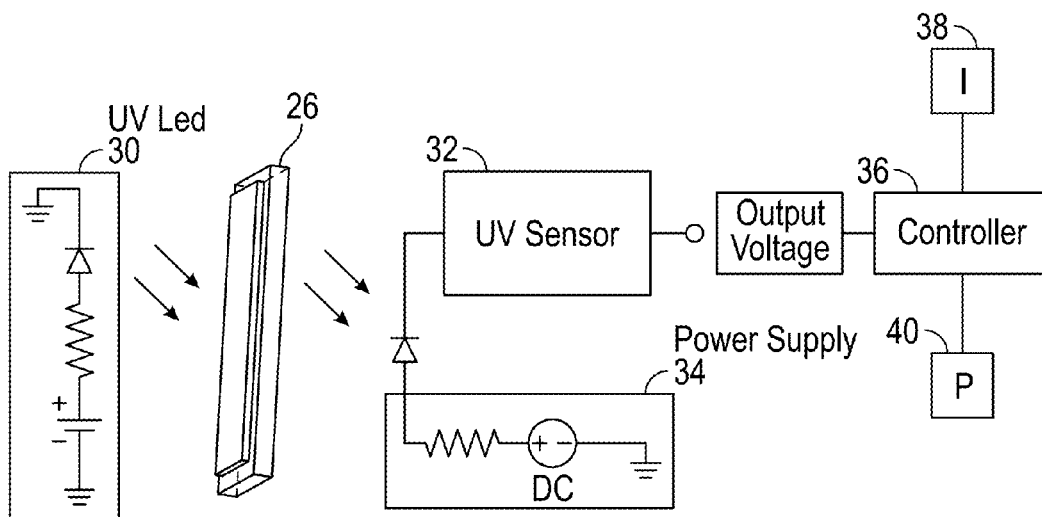 38
I
UV Led
30
26
32
UV Sensor
Output
Voltage
36
Controller
Power Supply
34
40
P
+
-
+ -
DC